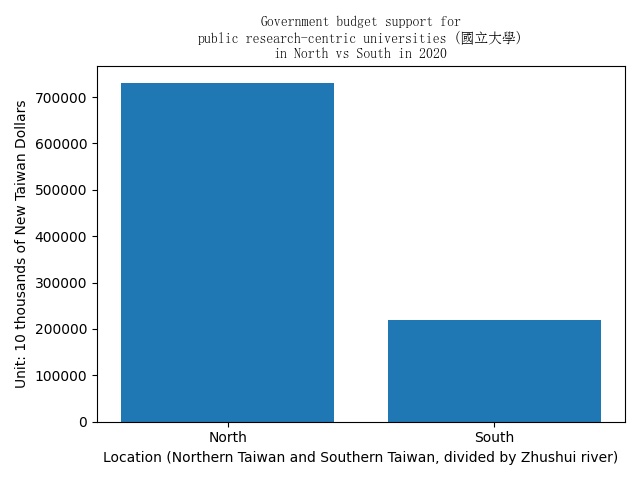 Government budget support for
public research-centric universities (國立大學)
in North vs South in 2020
Unit: 10 thousands of New Taiwan Dollars
700000
600000
500000
400000
300000
200000
100000
0
North
South
Location (Northern Taiwan and Southern Taiwan, divided by Zhushui river)